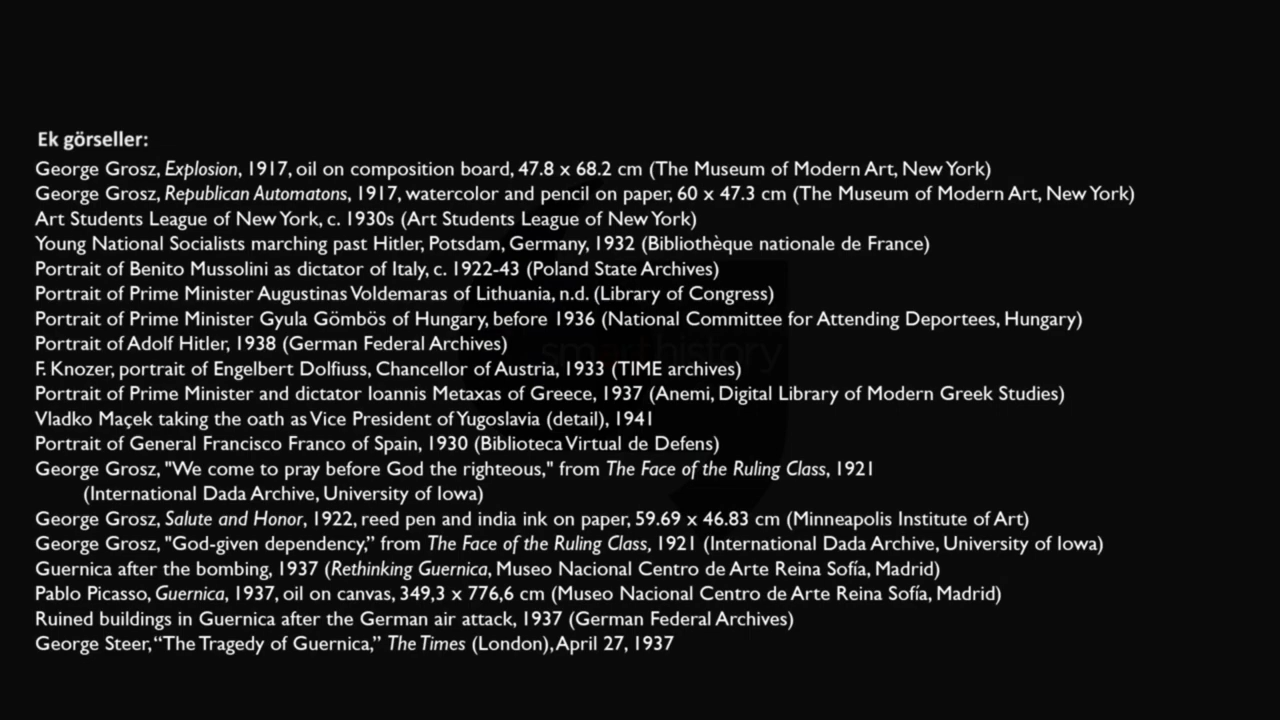 Ek görseller:
George Grosz, Explosion, 1917, oil on composition board, 47.8 x 68.2 cm (The Museum of Modern Art, New York)
George Grosz, Republican Automatons, 1917, watercolor and pencil on paper, 60 x 47.3 cm (The Museum of Modern Art, New York)
Art Students League of New York, c. 1930s (Art Students League of New York)
Young National Socialists marching past Hitler, Potsdam, Germany, 1932 (Bibliothèque nationale de France)
Portrait of Benito Mussolini as dictator of Italy, c. 1922-43 (Poland State Archives)
Portrait of Prime Minister Augustinas Voldemaras of Lithuania, n.d. (Library of Congress)
Portrait of Prime Minister Gyula Gömbös of Hungary, before 1936 (National Committee for Attending Deportees, Hungary)
Portrait of Adolf Hitler, 1938 (German Federal Archives)
smarthistory
F. Knozer, portrait of Engelbert Dolfiuss, Chancellor of Austria, 1933 (TIME archives)
Portrait of Prime Minister and dictator Ioannis Metaxas of Greece, 1937 (Anemi, Digital Library of Modern Greek Studies)
Vladko Maçek taking the oath as Vice President of Yugoslavia (detail), 1941
Portrait of General Francisco Franco of Spain, 1930 (Biblioteca Virtual de Defens)
George Grosz, "We come to pray before God the righteous," from The Face of the Ruling Class, 1921
(International Dada Archive, University of Iowa)
George Grosz, Salute and Honor, 1922, reed pen and india ink on paper, 59.69 x 46.83 cm (Minneapolis Institute of Art)
George Grosz, "God-given dependency,” from The Face of the Ruling Class, 1921 (International Dada Archive, University of Iowa)
Guernica after the bombing, 1937 (Rethinking Guernica, Museo Nacional Centro de Arte Reina Sofía, Madrid)
Pablo Picasso, Guernica, 1937, oil on canvas, 349,3 x 776,6 cm (Museo Nacional Centro de Arte Reina Sofía, Madrid)
Ruined buildings in Guernica after the German air attack, 1937 (German Federal Archives)
George Steer, “The Tragedy of Guernica,” The Times (London), April 27, 1937